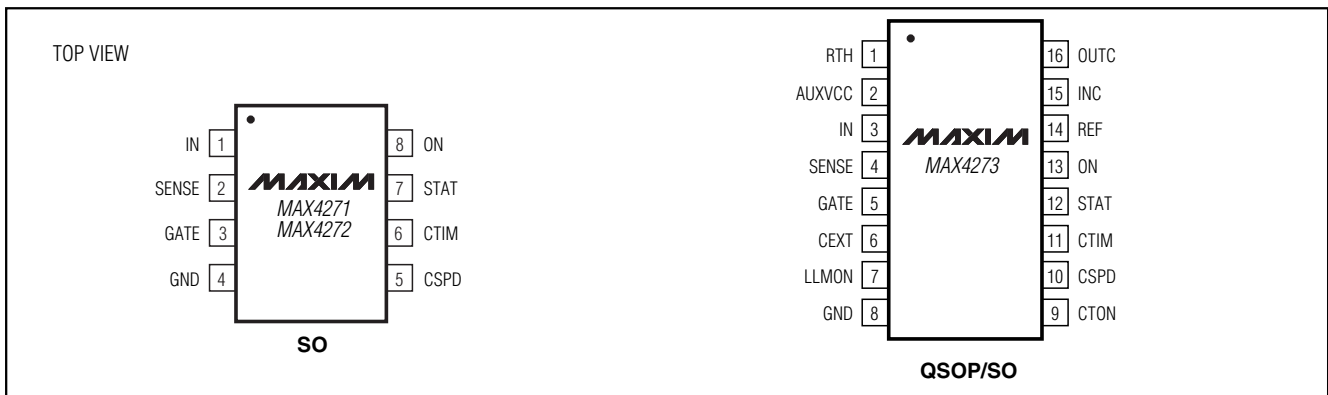 TOP VIEW
IN 1
SENSE 2
GATE 3
GND 4
MAXIM
MAX4271
MAX4272
8 ON
7 STAT
6 CTIM
5 CSPD
SO
RTH 1
AUXVCC 2
IN 3
SENSE 4
GATE 5
CEXT 6
LLMON 7
GND 8
MAXIM
MAX4273
16 OUTC
15 INC
14 REF
13 ON
12 STAT
11 CTIM
10 CSPD
9 CTON
QSOP/SO